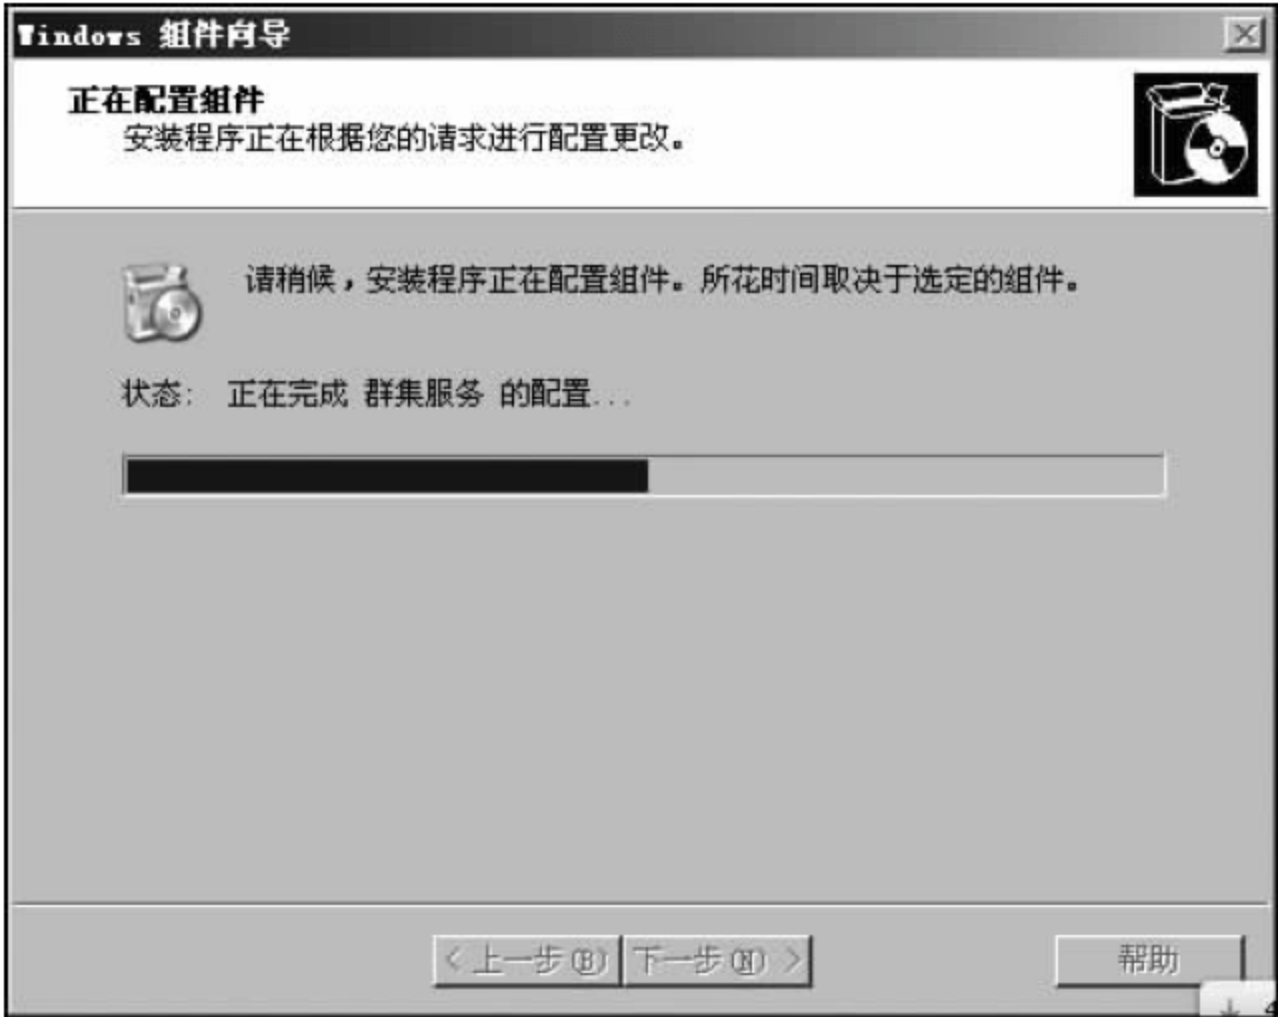 Windows 组件向导
正在配置组件
安装程序正在根据您的请求进行配置更改。
请稍候，安装程序正在配置组件。所花时间取决于选定的组件。
状态: 正在完成 群集服务 的配置...
< 上一步(B) 下一步(N) > 帮助